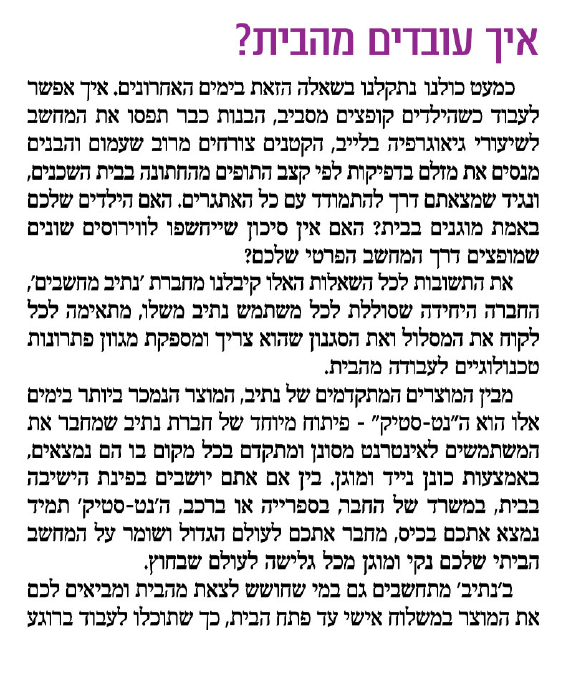 איך עובדים מהבית?
כמעט כולנו נתקלנו בשאלה הזאת בימים האחרונים. איך אפשר
לעבוד כשהילדים קופצים מסביב, הבנות כבר תפסו את המחשב
לשיעורי גיאוגרפיה בלייב, הקטנים צורחים מרוב שעמום והבנים
מנסים את מזלם בדפיקות לפי קצב התופים מהחתונה בבית השכנים,
ונגיד שמצאתם דרך להתמודד עם כל האתגרים. האם הילדים שלכם
באמת מוגנים בבית? האם אין סיכון שייחשפו לווירוסים שונים
שמופצים דרך המחשב הפרטי שלכם?
את התשובות לכל השאלות האלו קיבלנו מחברת 'נתיב מחשבים',
החברה היחידה שסוללת לכל משתמש נתיב משלו, מתאימה לכל
לקוח את המסלול ואת הסגנון שהוא צריך ומספקת מגוון פתרונות
טכנולוגיים לעבודה מהבית.
מבין המוצרים המתקדמים של נתיב, המוצר הנמכר ביותר בימים
אלו הוא ה"נט-סטיק" - פיתוח מיוחד של חברת נתיב שמחבר את
המשתמשים לאינטרנט מסונן ומתקדם בכל מקום בו הם נמצאים,
באמצעות כונן נייד ומוגן. בין אם אתם יושבים בפינת הישיבה
בבית, במשרד של החבר, בספרייה או ברכב, ה'נט-סטיק' תמיד
נמצא אתכם בכיס, מחבר אתכם לעולם הגדול ושומר על המחשב
הביתי שלכם נקי ומוגן מכל גלישה לעולם שבחוץ.
ב'נתיב' מתחשבים גם במי שחושש לצאת מהבית ומביאים לכם
את המוצר במשלוח אישי עד פתח הבית, כך שתוכלו לעבוד ברוגע